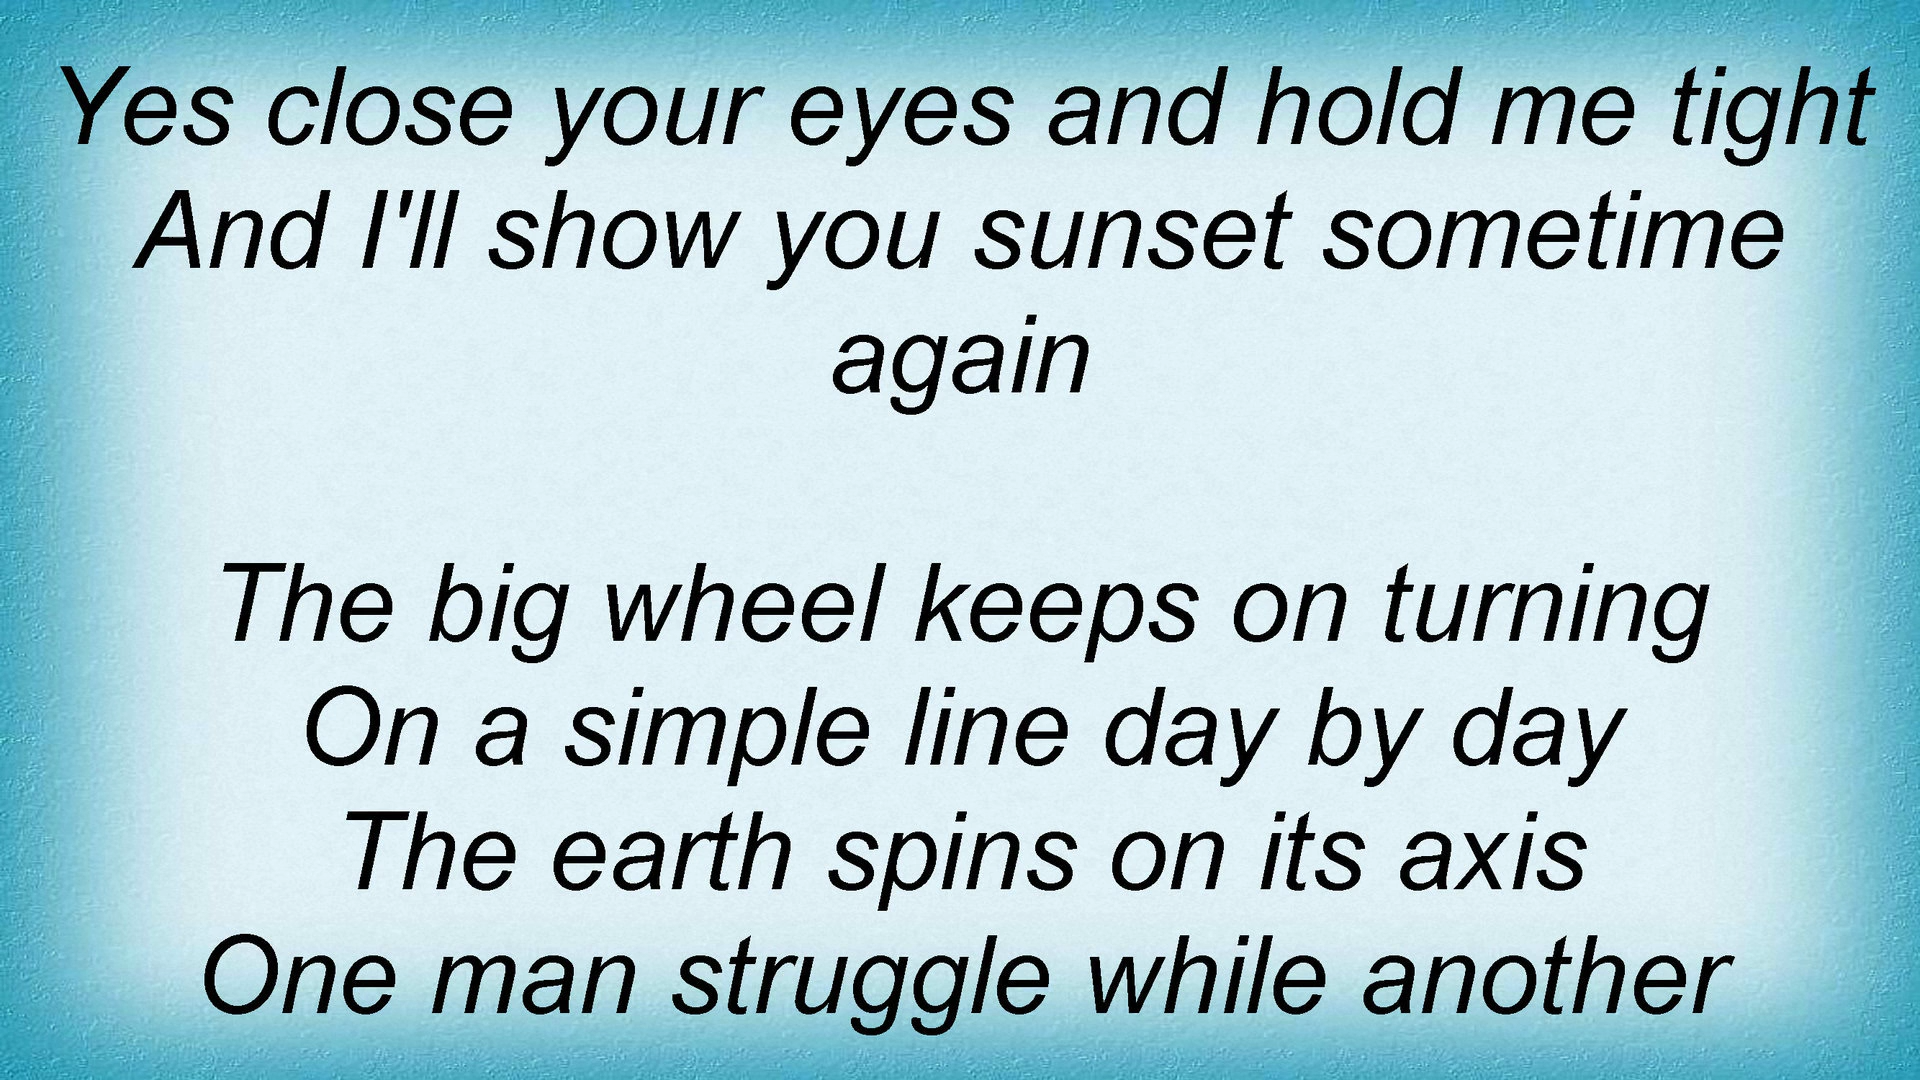 Yes close your eyes and hold me tight
And I'll show you sunset sometime
again
The big wheel keeps on turning
On a simple line day by day
The earth spins on its axis
One man struggle while another